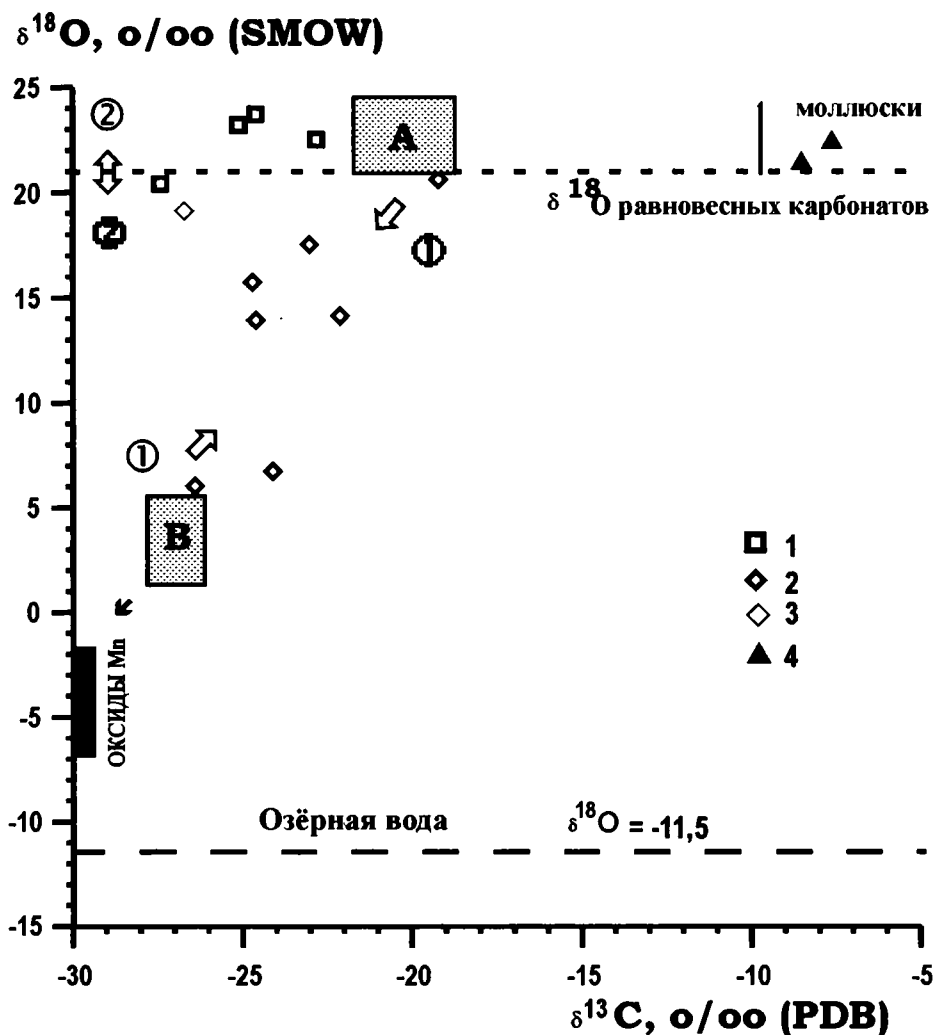 δ ¹⁸O, o/oo (SMOW)
25
20
15
10
5
0
-5
-10
-15
②
②
A
моллюски
δ ¹⁸O равновесных карбонатов
①
①
B
1
2
3
4
оксиды Mn
Озёрная вода δ¹⁸O = -11,5
-30 -25 -20 -15 -10 -5
δ¹³C, o/oo (PDB)